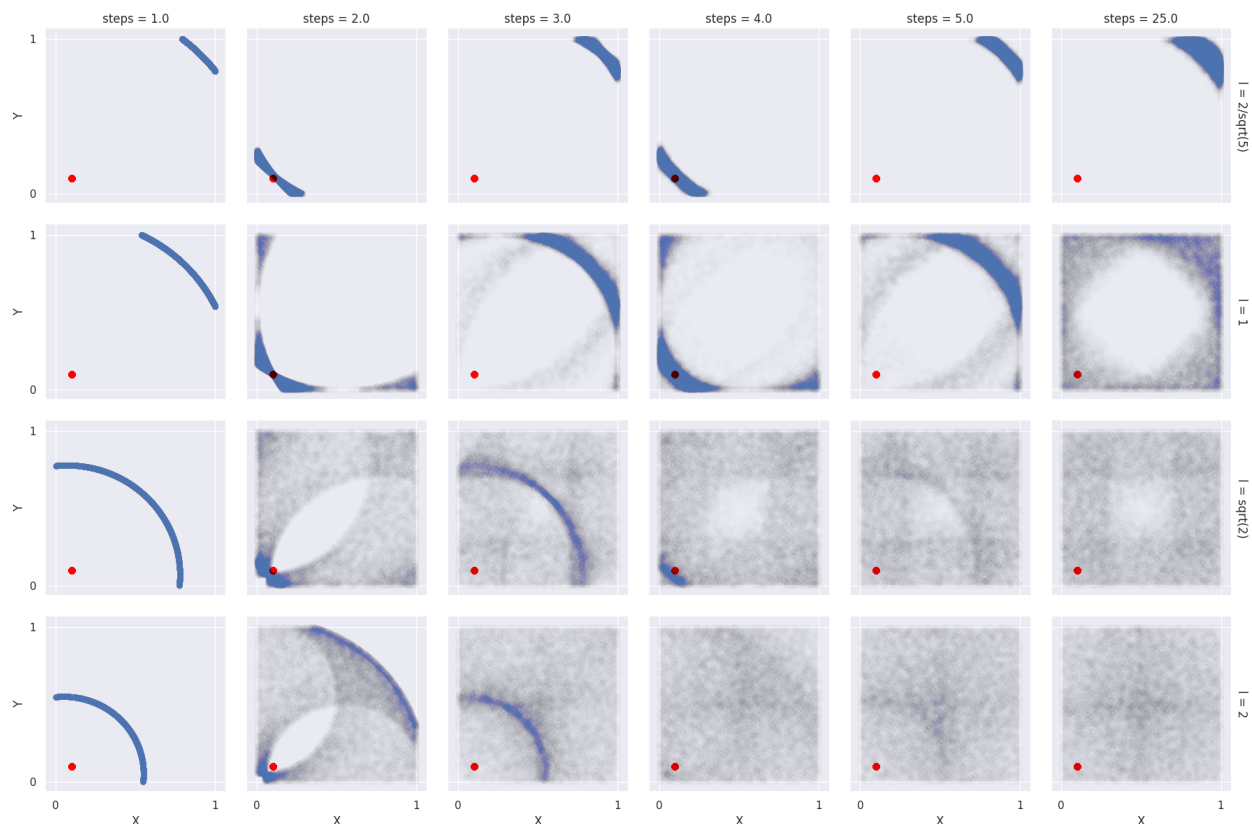 steps = 1.0 steps = 2.0 steps = 3.0 steps = 4.0 steps = 5.0 steps = 25.0
1
Y
0
l = 2/sqrt(5)
1
Y
0
l = 1
1
Y
0
l = sqrt(2)
1
Y
0
l = 2
0 1 0 1 0 1 0 1 0 1 0 1
X X X X X X